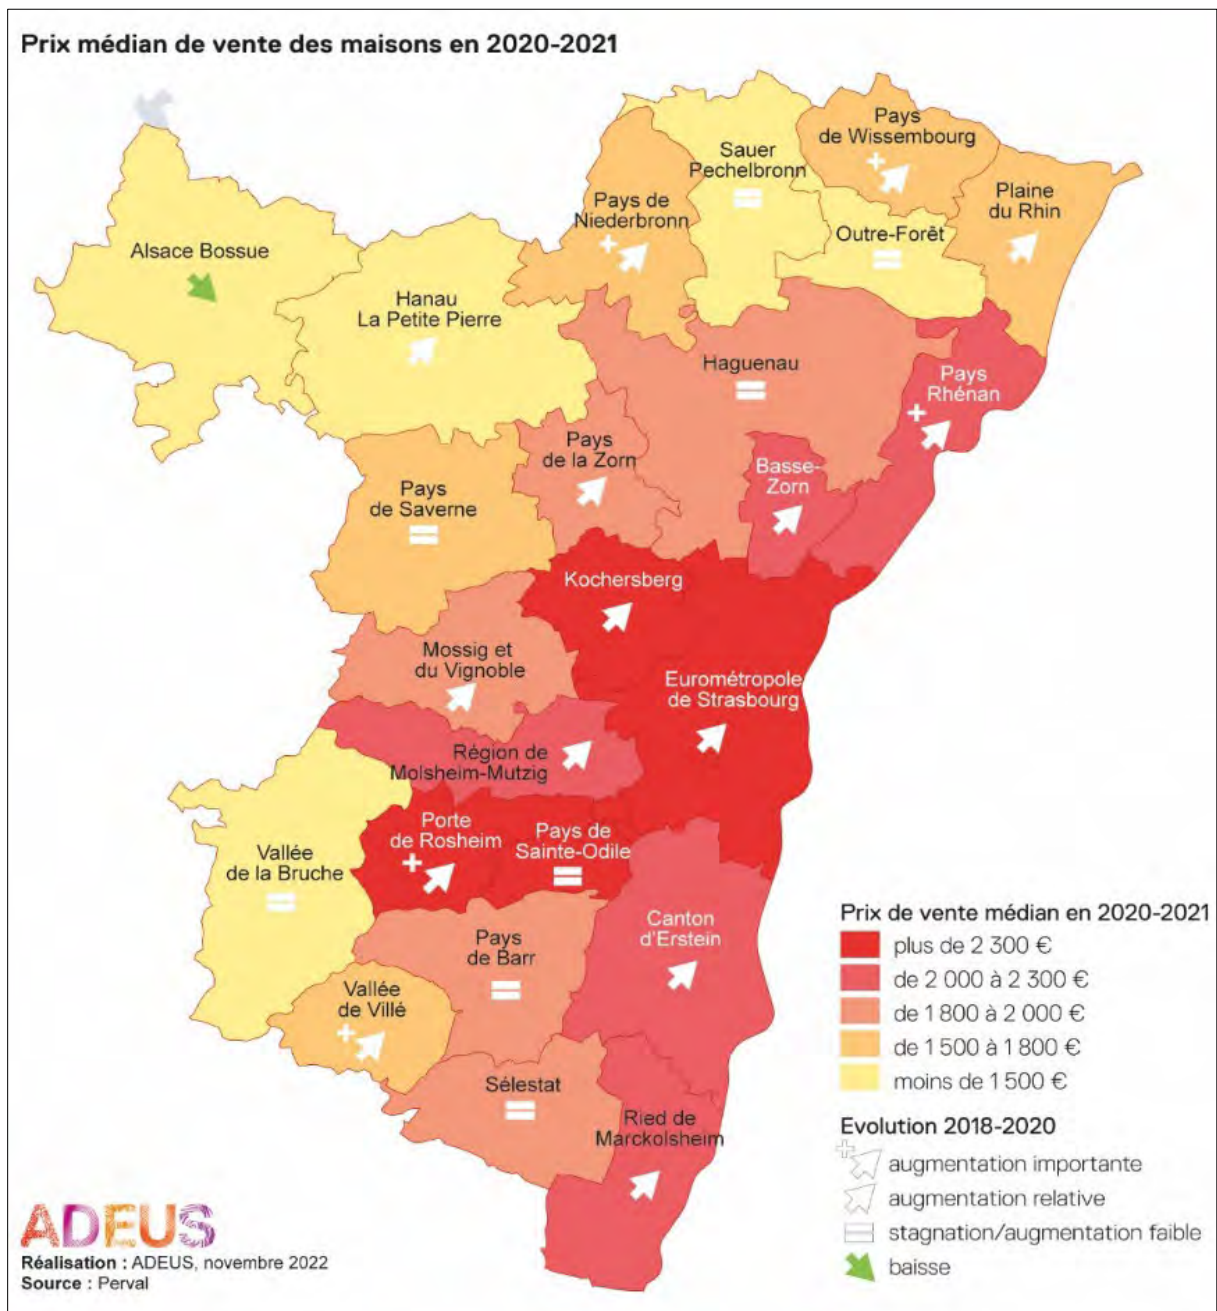 Prix médian de vente des maisons en 2020-2021
Pays
de Wissembourg
+
Sauer
Pechelbronn
=
Plaine
du Rhin
Pays de
Niederbronn
+
Outre-Forêt
=
Alsace Bossue
Hanau
La Petite Pierre
Haguenau
=
Pays
Rhénan
+
Pays
de la Zorn
Basse-
Zorn
Pays
de Saverne
=
Kochersberg
Mossig et
du Vignoble
Eurométropole
de Strasbourg
Région de
Molsheim-Mutzig
Porte
de Rosheim
+
Pays de
Sainte-Odile
=
Vallée
de la Bruche
=
Canton
d'Erstein
Pays
de Barr
=
Vallée
de Villé
+
Sélestat
=
Ried de
Marckolsheim
Prix de vente médian en 2020-2021
plus de 2 300 €
de 2 000 à 2 300 €
de 1 800 à 2 000 €
de 1 500 à 1 800 €
moins de 1 500 €
Evolution 2018-2020
augmentation importante
augmentation relative
stagnation/augmentation faible
baisse
ADEUS
Réalisation : ADEUS, novembre 2022
Source : Perval